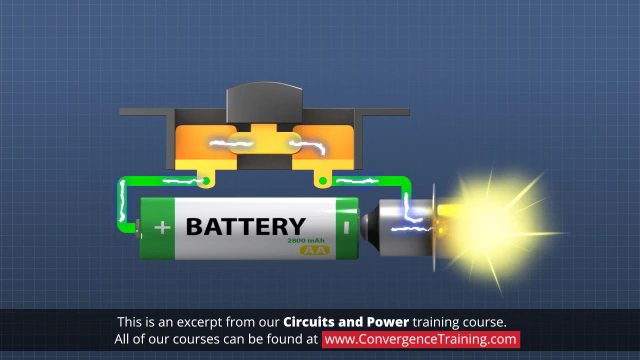 + BATTERY -
2800 mAh
AA
This is an excerpt from our Circuits and Power training course.
All of our courses can be found at www.ConvergenceTraining.com